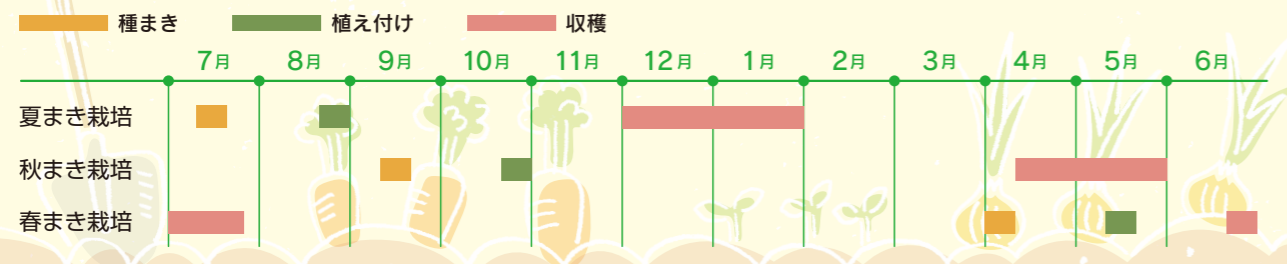 種まき 植え付け 収穫
7月 8月 9月 10月 11月 12月 1月 2月 3月 4月 5月 6月
夏まき栽培
秋まき栽培
春まき栽培